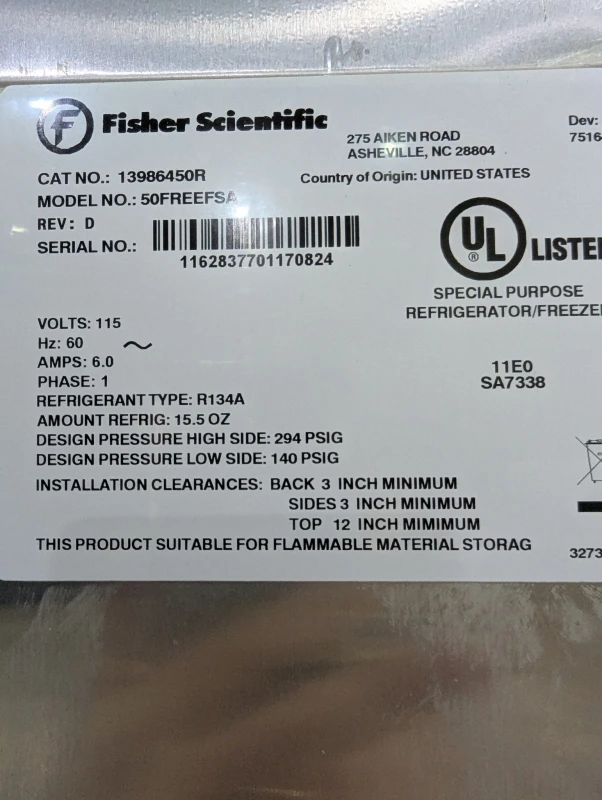 Fisher Scientific
275 AIKEN ROAD
ASHEVILLE, NC 28804
Dev:
7516
CAT NO.: 13986450R
Country of Origin: UNITED STATES
MODEL NO.: 50FREEFSA
REV: D
SERIAL NO.:
1162837701170824
UL
®
LISTE
SPECIAL PURPOSE
REFRIGERATOR/FREEZE
11E0
SA7338
VOLTS: 115
Hz: 60
AMPS: 6.0
PHASE: 1
REFRIGERANT TYPE: R134A
AMOUNT REFRIG: 15.5 OZ
DESIGN PRESSURE HIGH SIDE: 294 PSIG
DESIGN PRESSURE LOW SIDE: 140 PSIG
INSTALLATION CLEARANCES: BACK 3 INCH MINIMUM
SIDES 3 INCH MINIMUM
TOP 12 INCH MIMIMUM
THIS PRODUCT SUITABLE FOR FLAMMABLE MATERIAL STORAG
3273